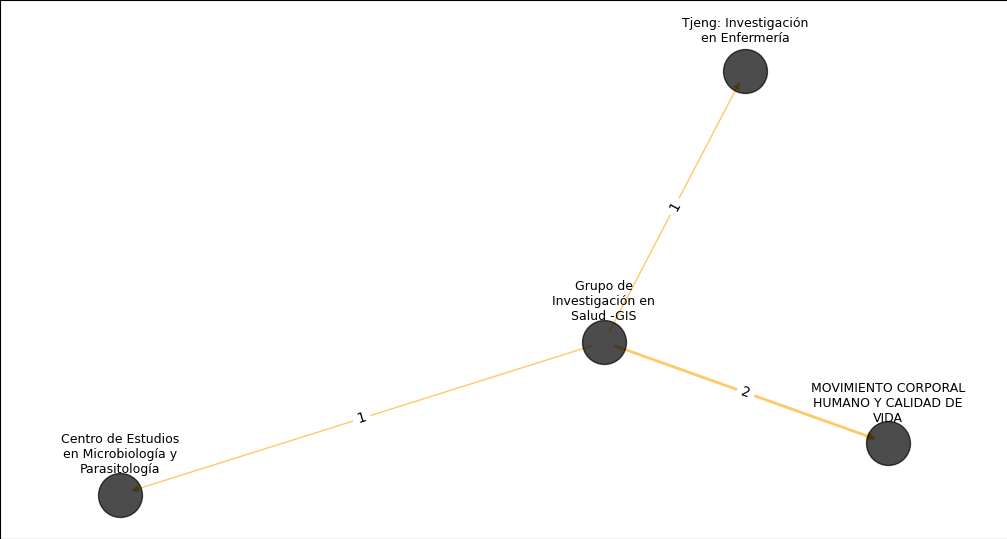 Tjeng: Investigación
en Enfermería
1
Grupo de
Investigación en
Salud -GIS
2
MOVIMIENTO CORPORAL
HUMANO Y CALIDAD DE
VIDA
1
Centro de Estudios
en Microbiología y
Parasitología